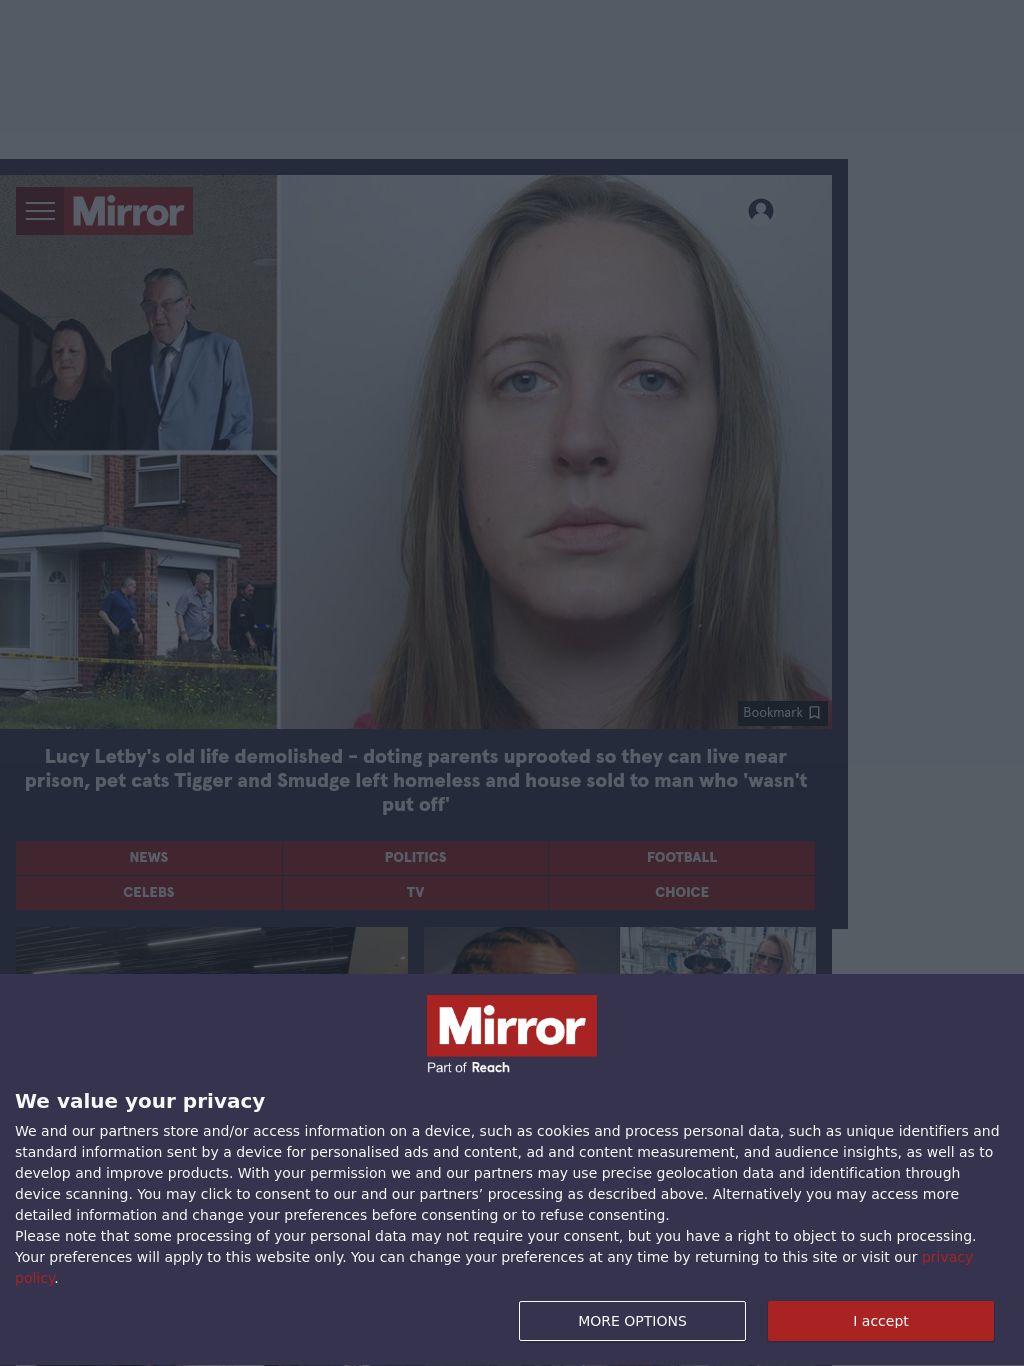 Mirror
Bookmark
Lucy Letby's old life demolished - doting parents uprooted so they can live near
prison, pet cats Tigger and Smudge left homeless and house sold to man who 'wasn't
put off'
NEWS POLITICS FOOTBALL
CELEBS TV CHOICE
Mirror
Part of Reach
We value your privacy
We and our partners store and/or access information on a device, such as cookies and process personal data, such as unique identifiers and
standard information sent by a device for personalised ads and content, ad and content measurement, and audience insights, as well as to
develop and improve products. With your permission we and our partners may use precise geolocation data and identification through
device scanning. You may click to consent to our and our partners’ processing as described above. Alternatively you may access more
detailed information and change your preferences before consenting or to refuse consenting.
Please note that some processing of your personal data may not require your consent, but you have a right to object to such processing.
Your preferences will apply to this website only. You can change your preferences at any time by returning to this site or visit our privacy
policy.
MORE OPTIONS I accept